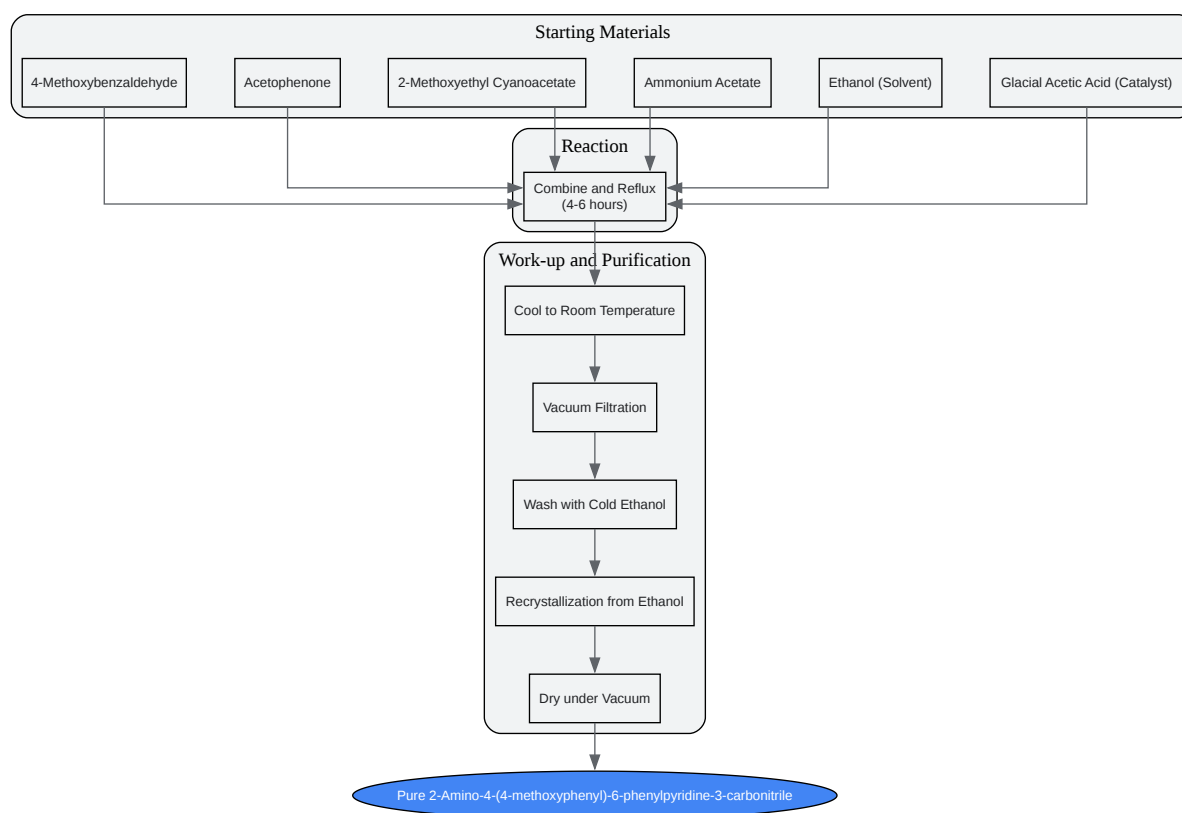 Starting Materials
4-Methoxybenzaldehyde
Acetophenone
2-Methoxyethyl Cyanoacetate
Ammonium Acetate
Ethanol (Solvent)
Glacial Acetic Acid (Catalyst)
Reaction
Combine and Reflux
(4-6 hours)
Work-up and Purification
Cool to Room Temperature
Vacuum Filtration
Wash with Cold Ethanol
Recrystallization from Ethanol
Dry under Vacuum
Pure 2-Amino-4-(4-methoxyphenyl)-6-phenylpyridine-3-carbonitrile